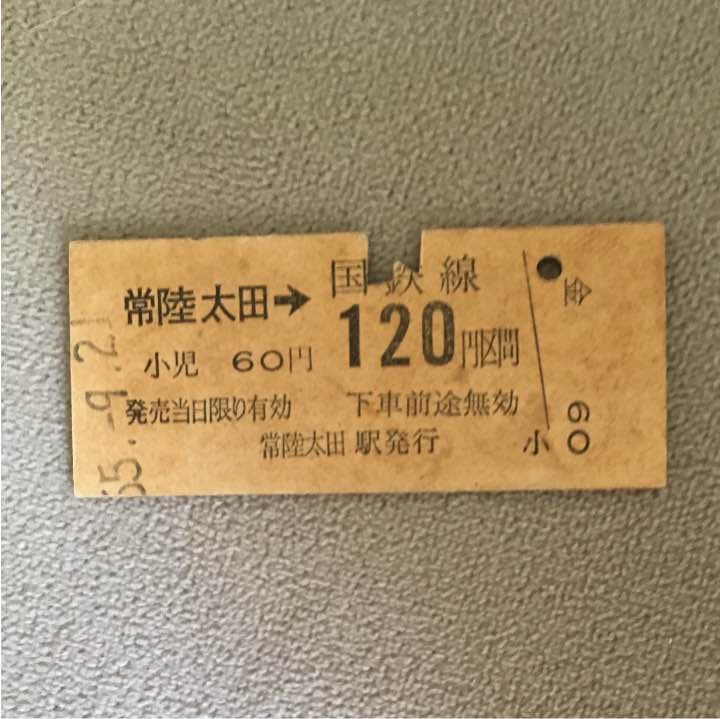 常陸太田→国鉄線
120円区間
小児 60円
発売当日限り有効 下車前途無効
常陸太田駅発行
55.-9.21
小 60
金